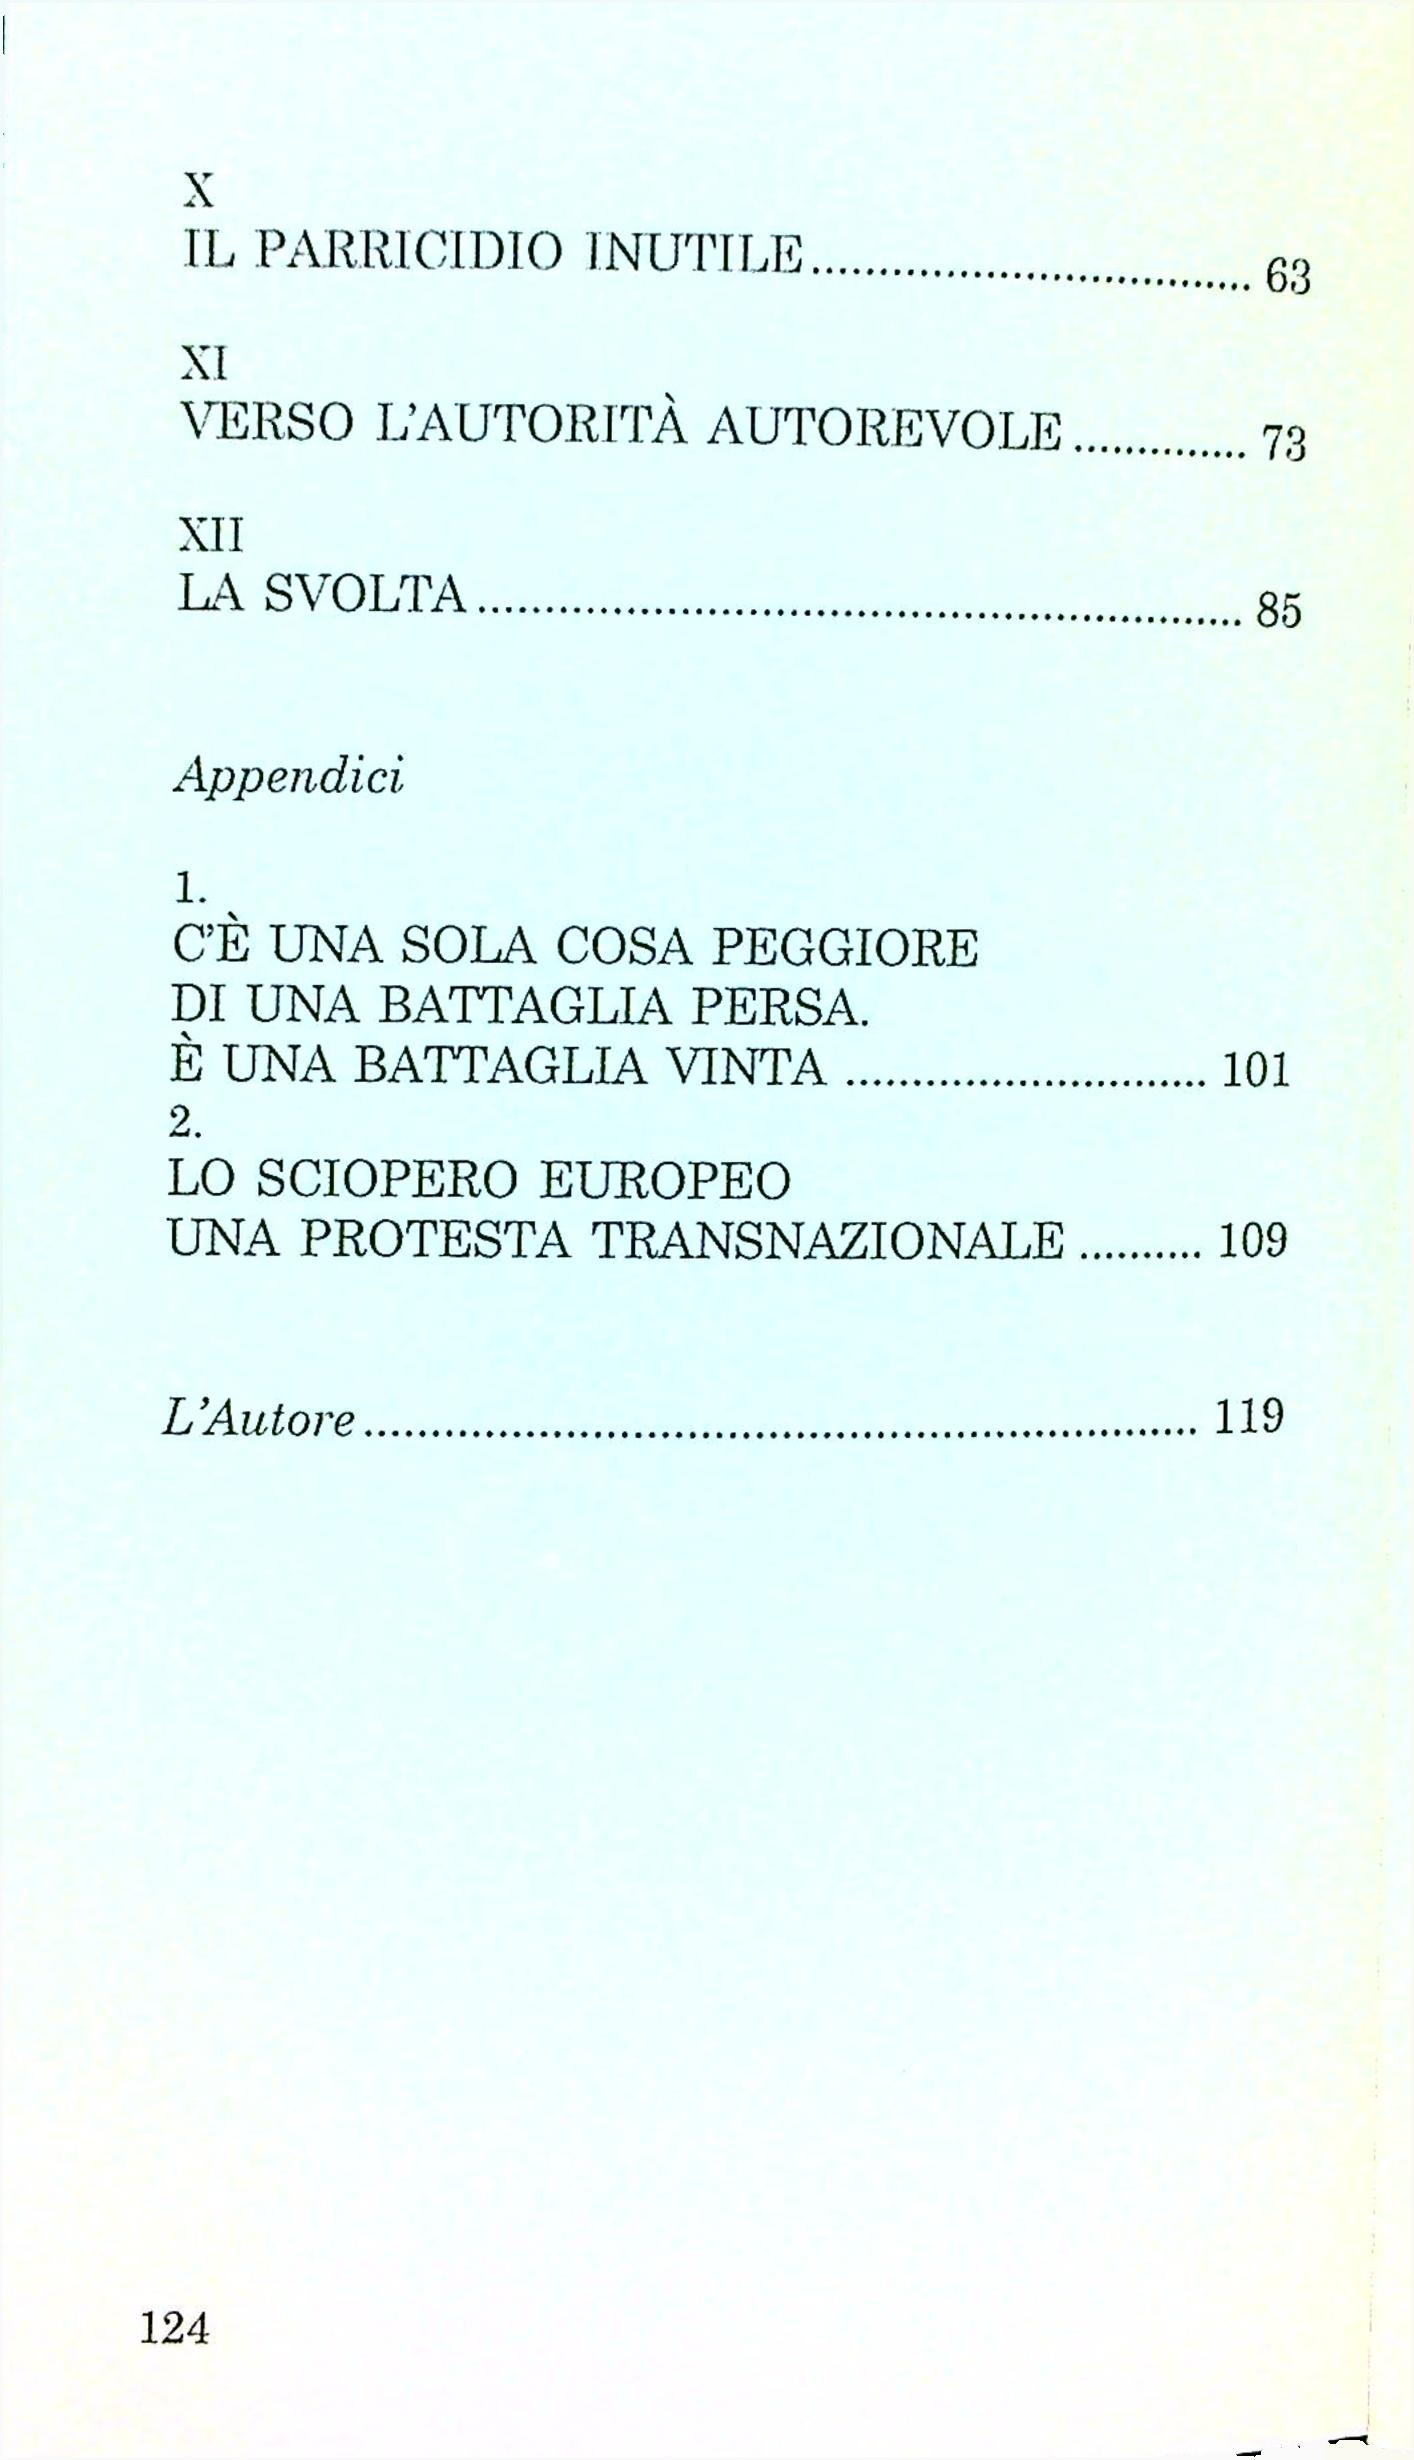 X
IL PARRICIDIO INUTILE.................................. 63
XI
VERSO L'AUTORITÀ AUTOREVOLE .............. 73
XII
LA SVOLTA ........................................................... 85
Appendici
1.
C'È UNA SOLA COSA PEGGIORE
DI UNA BATTAGLIA PERSA.
È UNA BATTAGLIA VINTA ............................ 101
2.
LO SCIOPERO EUROPEO
UNA PROTESTA TRANSNAZIONALE .......... 109
L'Autore ................................................................ 119
124